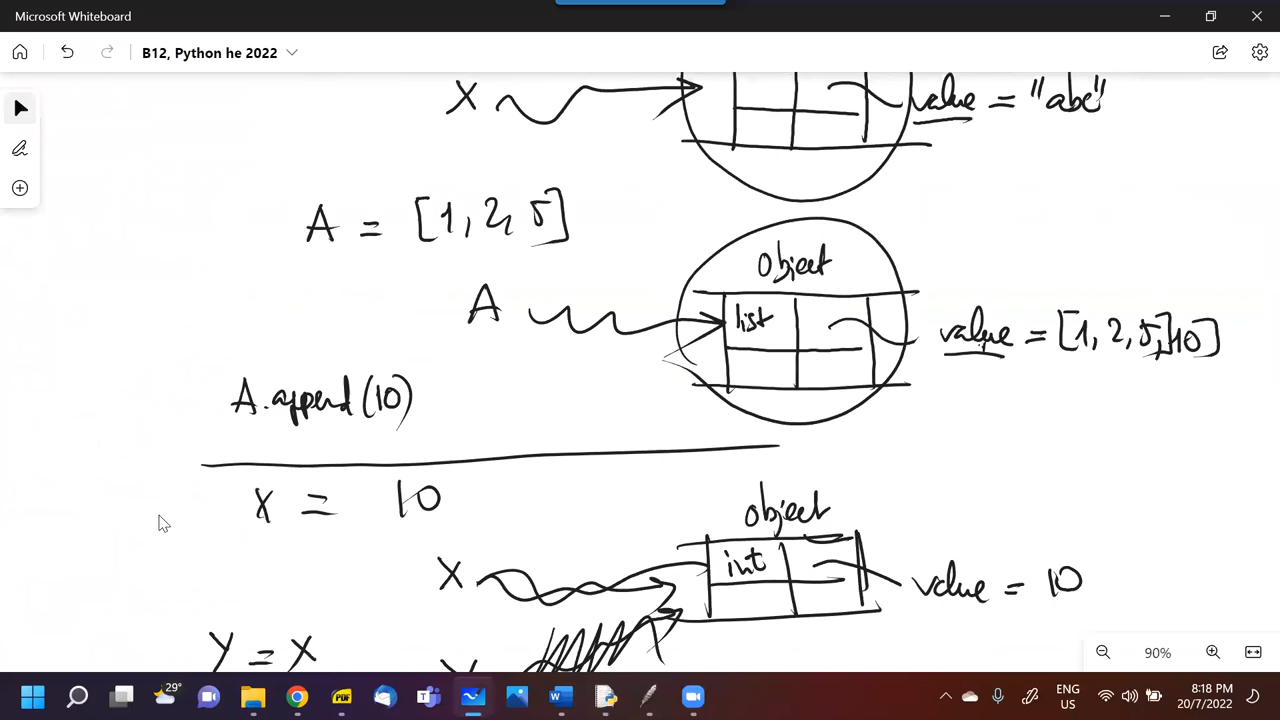 Microsoft Whiteboard
B12, Python he 2022
X value = "abc"
A = [1, 2, 5]
object
A list value = [1, 2, 5,]10]
A.append(10)
x = 10
object
X int value = 10
Y = X
90%
29°
ENG
US
8:18 PM
20/7/2022